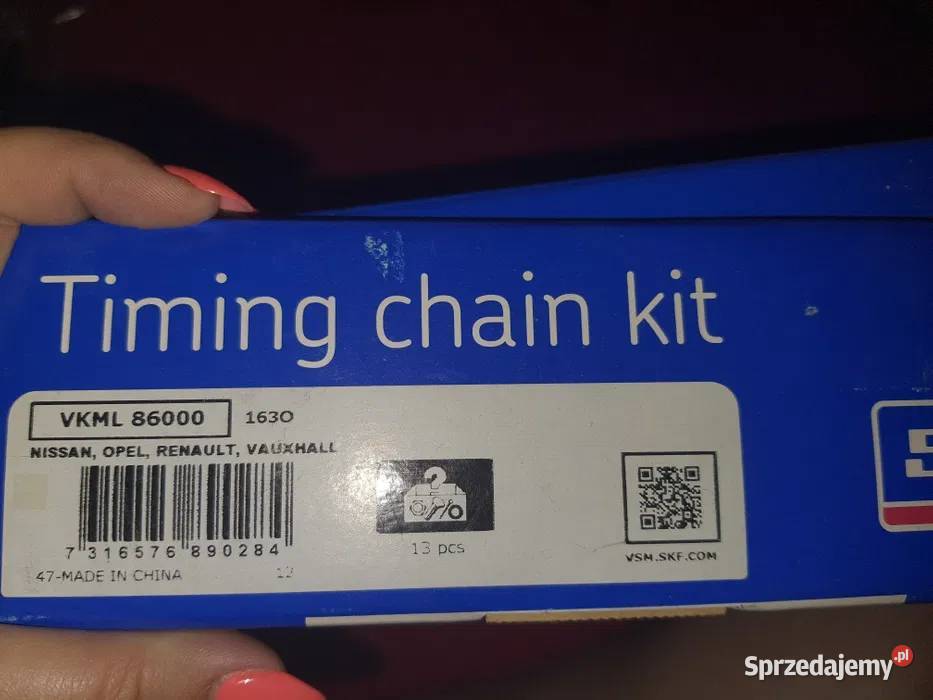 Timing chain kit
VKML 86000 163O
NISSAN, OPEL, RENAULT, VAUXHALL
7 316576 890284
13 pcs
VSM.SKF.COM
47-MADE IN CHINA 12
S
Sprzedajemy.pl